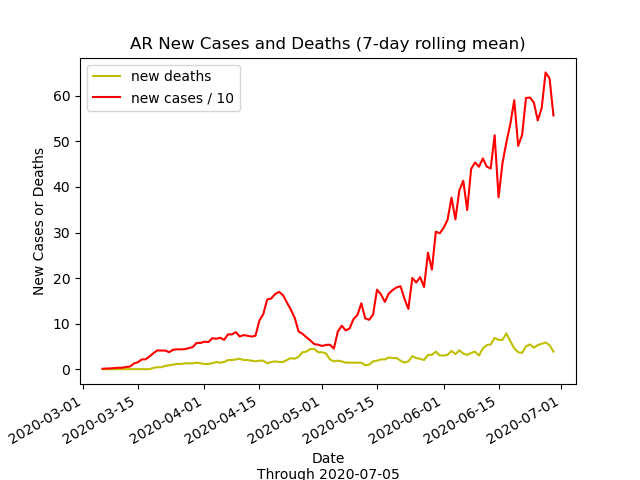 AR New Cases and Deaths (7-day rolling mean)
new deaths
new cases / 10
New Cases or Deaths
60
50
40
30
20
10
0
2020-03-01
2020-03-15
2020-04-01
2020-04-15
2020-05-01
2020-05-15
2020-06-01
2020-06-15
2020-07-01
Date
Through 2020-07-05